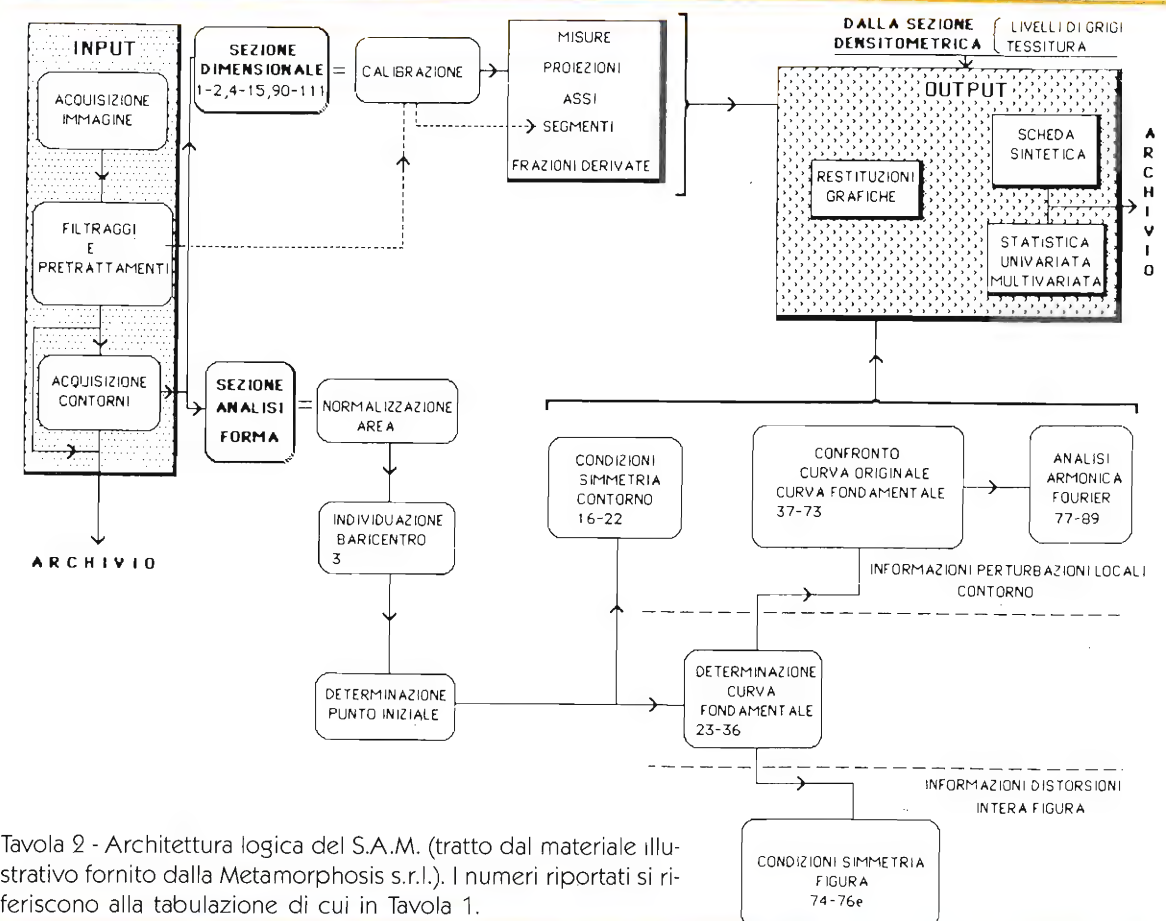 INPUT
ACQUISIZIONE
IMMAGINE
FILTRAGGI
E
PRETRATTAMENTI
ACQUISIZIONE
CONTORNI
ARCHIVIO
SEZIONE
DIMENSIONALE
1-2,4-15,90-111
=
CALIBRAZIONE
MISURE
PROIEZIONI
ASSI
SEGMENTI
FRAZIONI DERIVATE
DALLA SEZIONE
DENSITOMETRICA
LIVELLI DI GRIGI
TESSITURA
OUTPUT
RESTITUZIONI
GRAFICHE
SCHEDA
SINTETICA
STATISTICA
UNIVARIATA
MULTIVARIATA
ARCHIVIO
SEZIONE
ANALISI
FORMA
=
NORMALIZZAZIONE
AREA
INDIVIDUAZIONE
BARICENTRO
3
DETERMINAZIONE
PUNTO INIZIALE
CONDIZIONI
SIMMETRIA
CONTORNO
16-22
CONFRONTO
CURVA ORIGINALE
CURVA FONDAMENTALE
37-73
ANALISI
ARMONICA
FOURIER
77-89
INFORMAZIONI PERTURBAZIONI LOCALI
CONTORNO
DETERMINAZIONE
CURVA
FONDAMENTALE
23-36
INFORMAZIONI DISTORSIONI
INTERA FIGURA
CONDIZIONI SIMMETRIA
FIGURA
74-76e
Tavola 2 - Architettura logica del S.A.M. (tratto dal materiale illu-
strativo fornito dalla Metamorphosis s.r.l.). I numeri riportati si ri-
feriscono alla tabulazione di cui in Tavola 1.